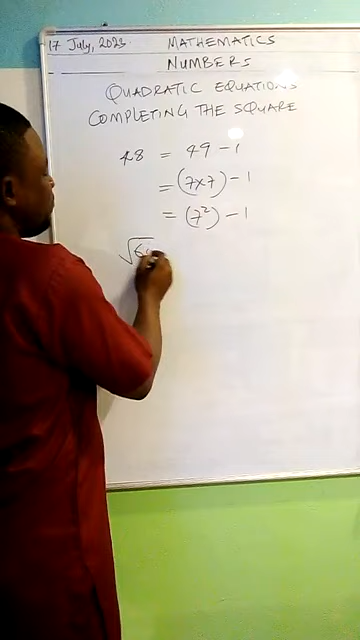 17 July, 2023. MATHEMATICS
NUMBERS
QUADRATIC EQUATIONS
COMPLETING THE SQUARE
48 = 49 - 1
= (7x7) - 1
= (7²) - 1